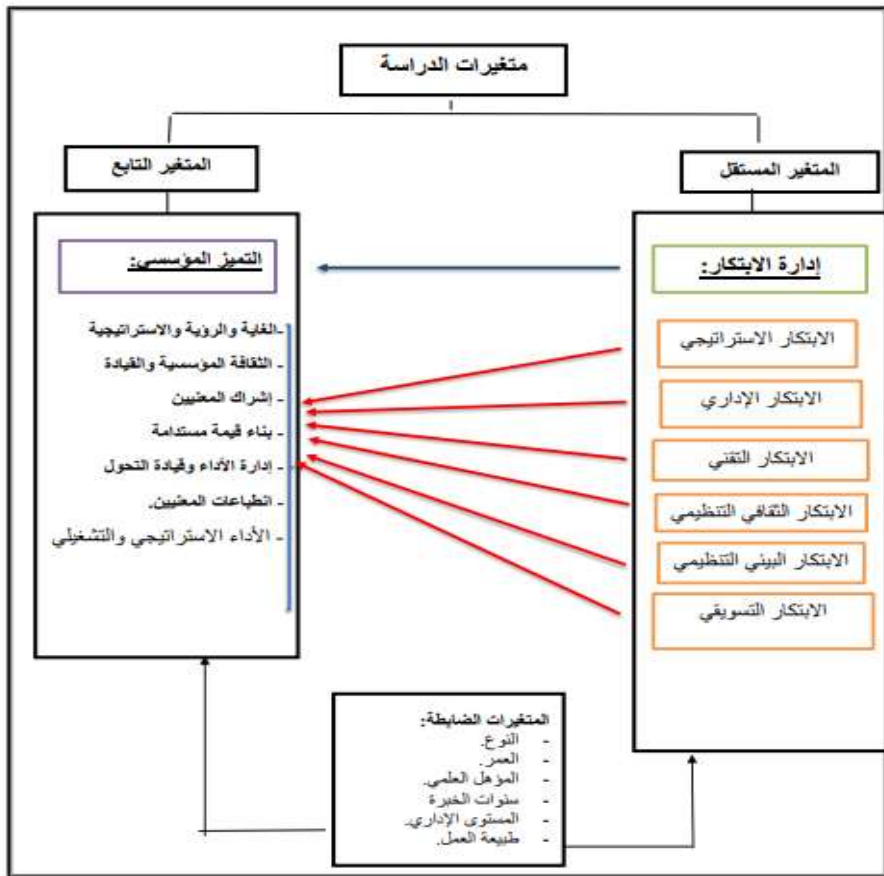 متغيرات الدراسة
المتغير المستقل
المتغير التابع
إدارة الابتكار:
الابتكار الاستراتيجي
الابتكار الإداري
الابتكار التقني
الابتكار الثقافي التنظيمي
الابتكار البيئي التنظيمي
الابتكار التسويقي
التميز المؤسسي:
-الغاية والرؤية والاستراتيجية
- الثقافة المؤسسية والقيادة
- إشراك المعنيين
- بناء قيمة مستدامة
- إدارة الأداء وقيادة التحول
- انطباعات المعنيين.
- الأداء الاستراتيجي والتشغيلي
المتغيرات الضابطة:
- النوع.
- العمر.
- المؤهل العلمي.
- سنوات الخبرة
- المستوى الإداري.
- طبيعة العمل.